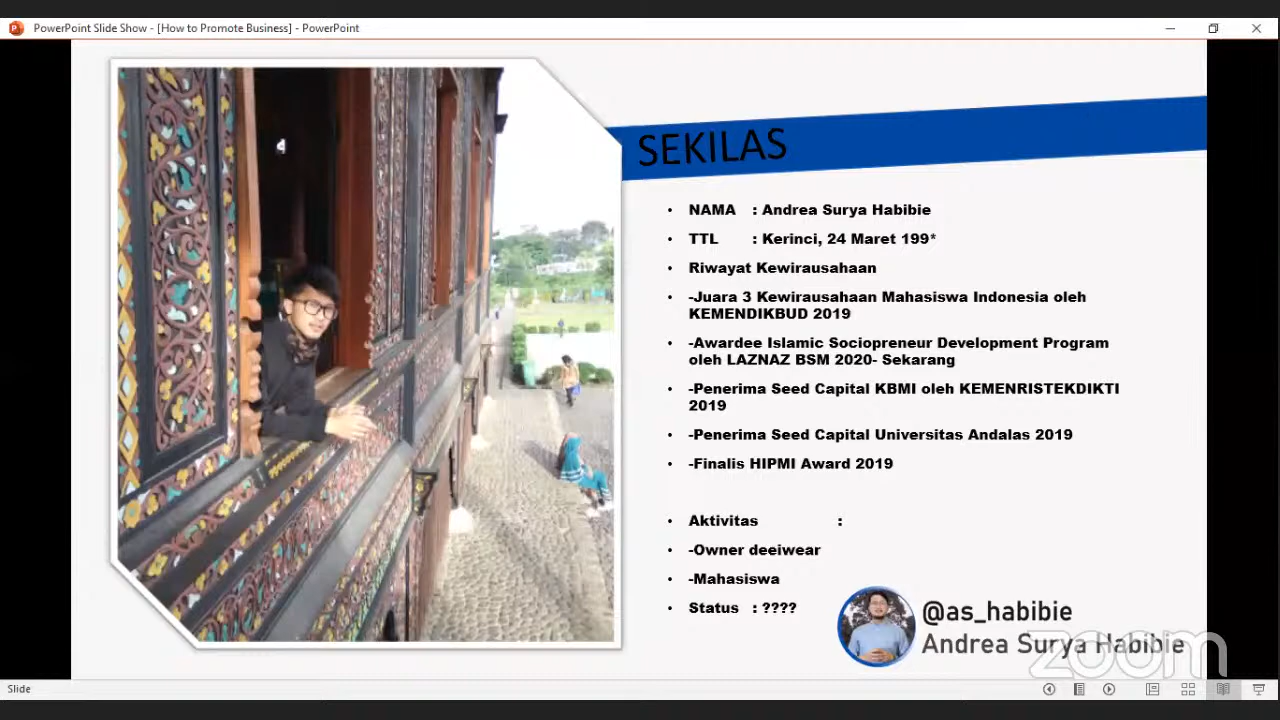 PowerPoint Slide Show - [How to Promote Business] - PowerPoint
SEKILAS
• NAMA : Andrea Surya Habibie
• TTL : Kerinci, 24 Maret 199*
• Riwayat Kewirausahaan
• -Juara 3 Kewirausahaan Mahasiswa Indonesia oleh
KEMENDIKBUD 2019
• -Awardee Islamic Sociopreneur Development Program
oleh LAZNAZ BSM 2020- Sekarang
• -Penerima Seed Capital KBMI oleh KEMENRISTEKDIKTI
2019
• -Penerima Seed Capital Universitas Andalas 2019
• -Finalis HIPMI Award 2019
• Aktivitas :
• -Owner deeiwear
• -Mahasiswa
• Status : ????
@as_habibie
Andrea Surya Habibie
zoom
Slide